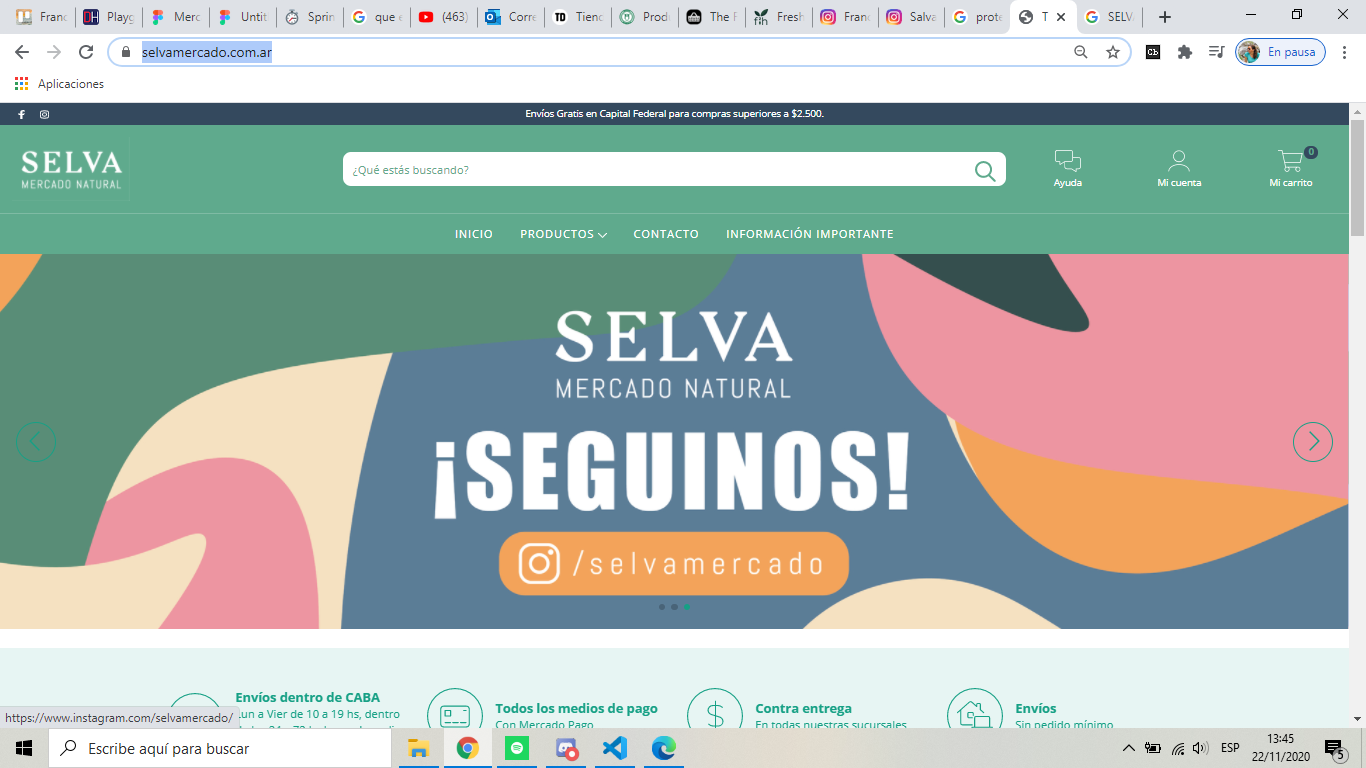 Franc
Playg
Merc
Untit
Sprin
que e
(463)
Corre
TD Tienc
Prod
The F
Fresh
Franc
Salva
prote
T
SELV
selvamercado.com.ar
En pausa
Aplicaciones
Envíos Gratis en Capital Federal para compras superiores a $2.500.
SELVA
MERCADO NATURAL
¿Qué estás buscando?
Ayuda
Mi cuenta
0
Mi carrito
INICIO PRODUCTOS CONTACTO INFORMACIÓN IMPORTANTE
SELVA
MERCADO NATURAL
¡SEGUINOS!
/selvamercado
Envíos dentro de CABA
Lun a Vier de 10 a 19 hs, dentro
Todos los medios de pago
Con Mercado Pago
Contra entrega
En todas nuestras sucursales
Envíos
Sin pedido mínimo
https://www.instagram.com/selvamercado/
Escribe aquí para buscar
ESP
13:45
22/11/2020
5